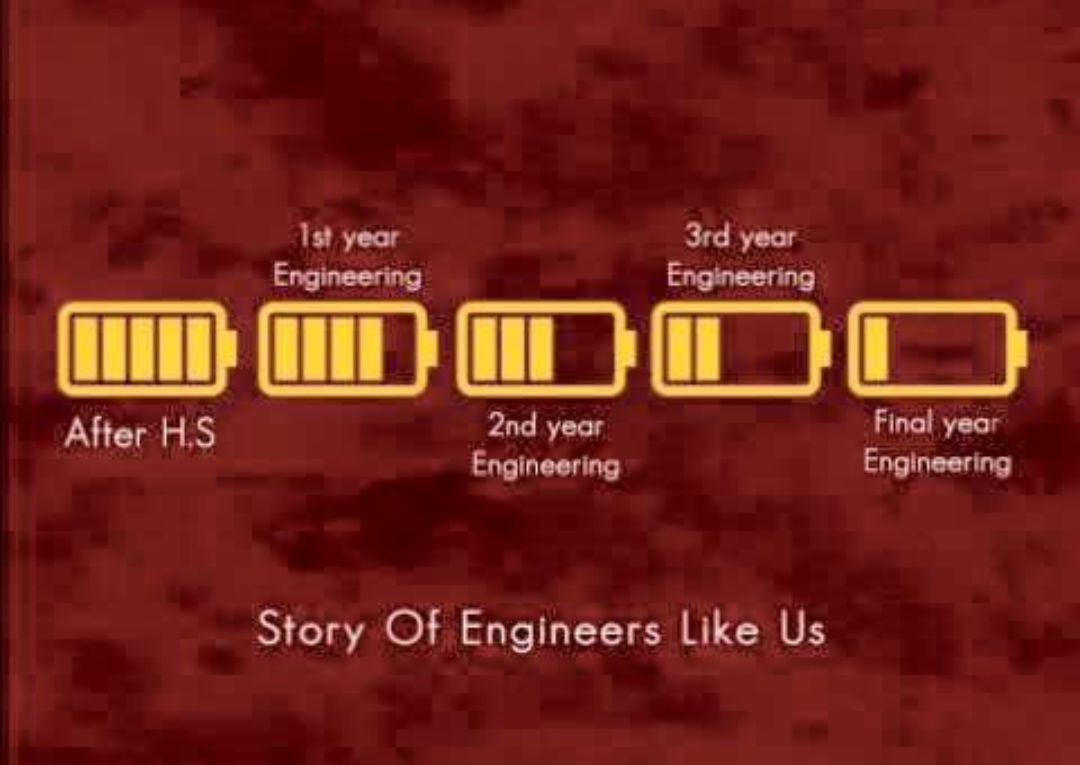 1st year
Engineering
3rd year
Engineering
After H.S
2nd year
Engineering
Final year
Engineering
Story Of Engineers Like Us